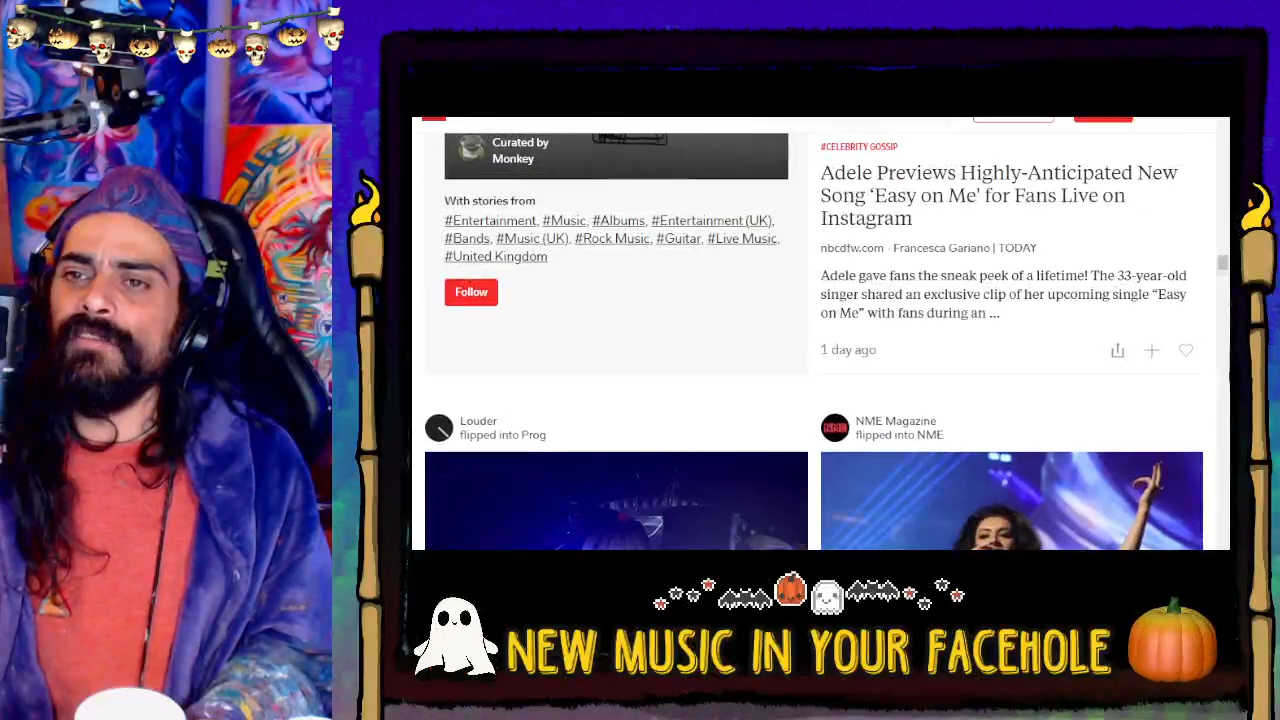 Curated by
Monkey
With stories from
#Entertainment, #Music, #Albums, #Entertainment (UK),
#Bands, #Music (UK), #Rock Music, #Guitar, #Live Music,
#United Kingdom
Follow
#CELEBRITY GOSSIP
Adele Previews Highly-Anticipated New
Song ‘Easy on Me’ for Fans Live on
Instagram
nbcdfw.com - Francesca Gariano | TODAY
Adele gave fans the sneak peek of a lifetime! The 33-year-old
singer shared an exclusive clip of her upcoming single “Easy
on Me” with fans during an ...
1 day ago
Louder
flipped into Prog
NME Magazine
flipped into NME
NME
NEW MUSIC IN YOUR FACEHOLE